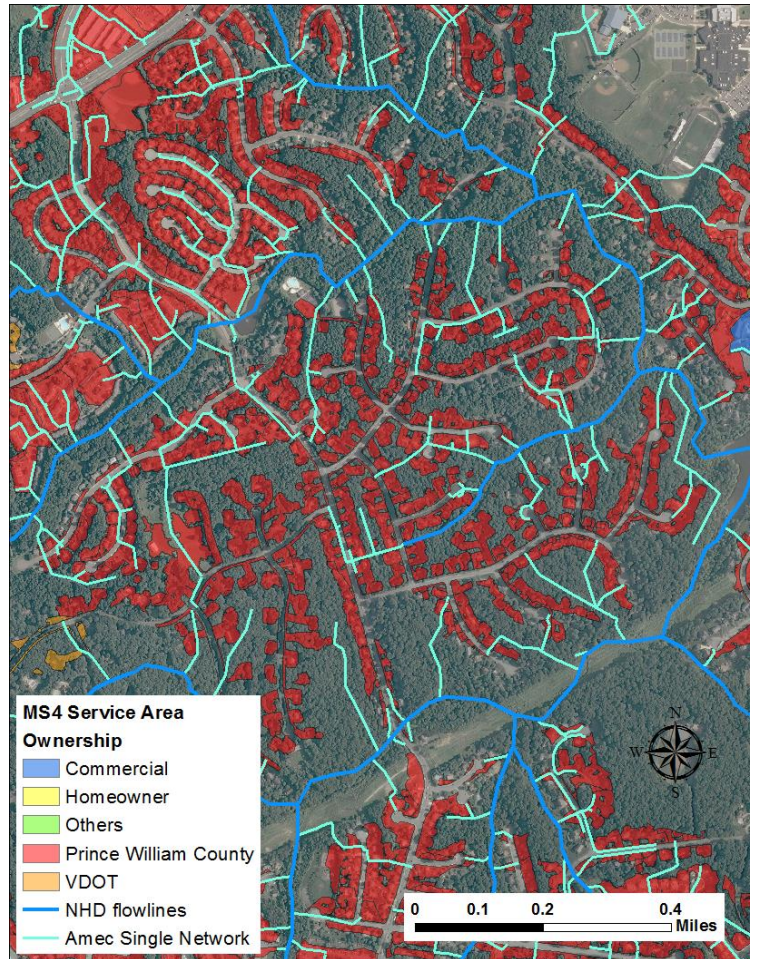 N
W E
S
MS4 Service Area
Ownership
Commercial
Homeowner
Others
Prince William County
VDOT
NHD flowlines
Amec Single Network
0 0.1 0.2 0.4
Miles